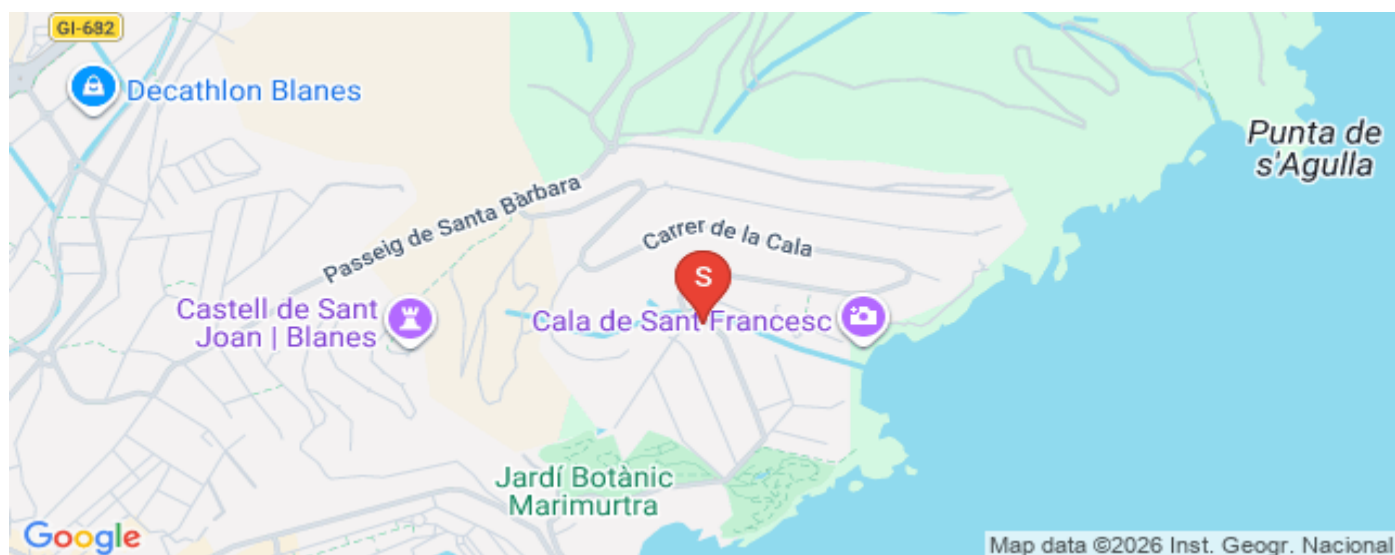 GI-682
Decathlon Blanes
Punta de
s'Agulla
Passeig de Santa Bàrbara
Carrer de la Cala
S
Castell de Sant
Joan | Blanes
Cala de Sant Francesc
Jardí Botànic
Marimurtra
Google
Map data ©2026 Inst. Geogr. Nacional